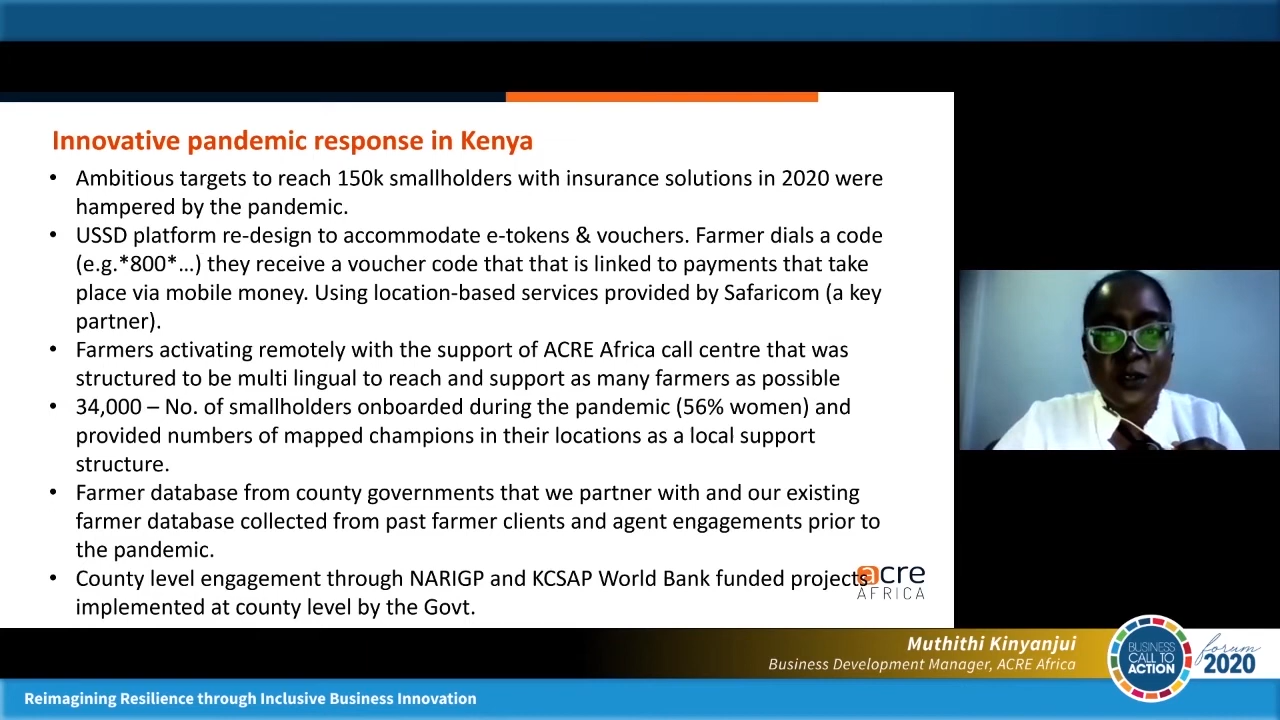 Innovative pandemic response in Kenya
• Ambitious targets to reach 150k smallholders with insurance solutions in 2020 were
hampered by the pandemic.
• USSD platform re-design to accommodate e-tokens & vouchers. Farmer dials a code
(e.g.*800*…) they receive a voucher code that that is linked to payments that take
place via mobile money. Using location-based services provided by Safaricom (a key
partner).
• Farmers activating remotely with the support of ACRE Africa call centre that was
structured to be multi lingual to reach and support as many farmers as possible
• 34,000 – No. of smallholders onboarded during the pandemic (56% women) and
provided numbers of mapped champions in their locations as a local support
structure.
• Farmer database from county governments that we partner with and our existing
farmer database collected from past farmer clients and agent engagements prior to
the pandemic.
• County level engagement through NARIGP and KCSAP World Bank funded projects
implemented at county level by the Govt.
acre
AFRICA
Muthithi Kinyanjui
Business Development Manager, ACRE Africa
BUSINESS
CALL TO
ACTION
forum
2020
Reimagining Resilience through Inclusive Business Innovation